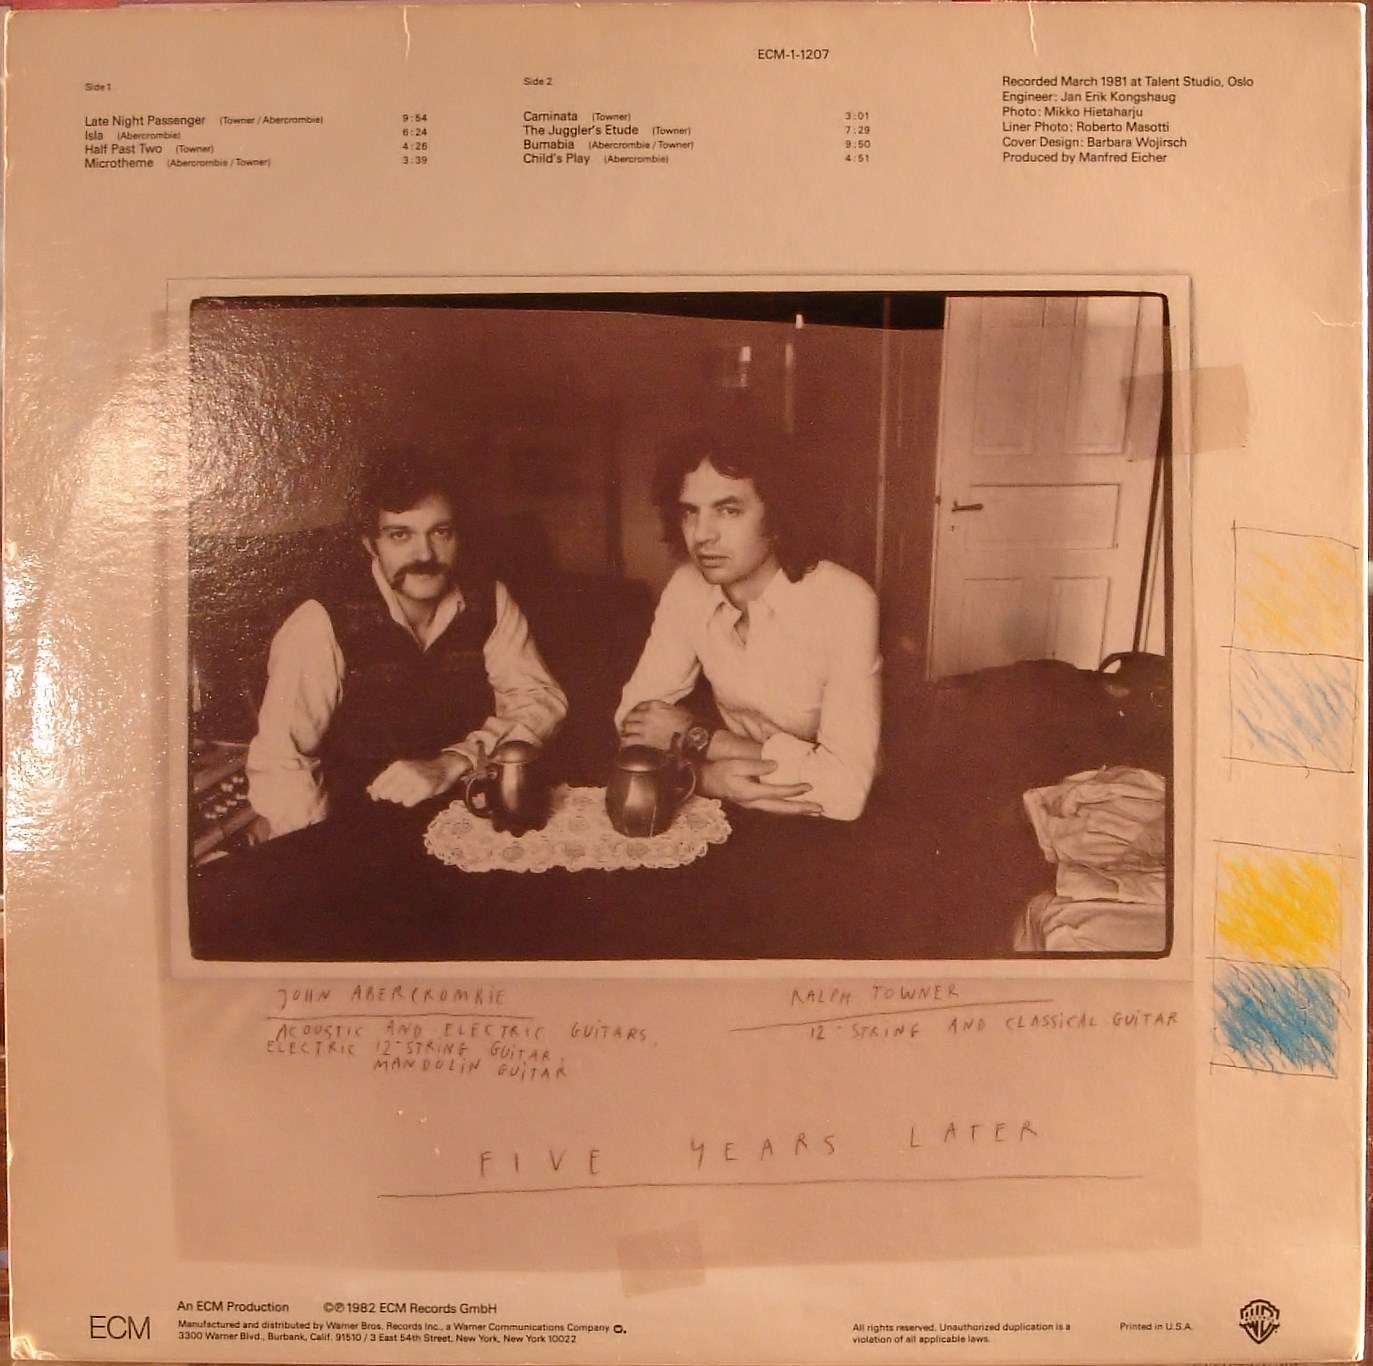 ECM-1-1207
Side 1
Late Night Passenger (Towner / Abercrombie) 9:54
Isla (Abercrombie) 6:24
Half Past Two (Towner) 4:26
Microtheme (Abercrombie / Towner) 3:39
Side 2
Caminata (Towner) 3:01
The Juggler's Etude (Towner) 7:29
Bumabia (Abercrombie / Towner) 9:50
Child's Play (Abercrombie) 4:51
Recorded March 1981 at Talent Studio, Oslo
Engineer: Jan Erik Kongshaug
Photo: Mikko Hietaharju
Liner Photo: Roberto Masotti
Cover Design: Barbara Wojirsch
Produced by Manfred Eicher
JOHN ABERCROMBIE
ACOUSTIC AND ELECTRIC GUITARS,
ELECTRIC 12-STRING GUITAR,
MANDOLIN GUITAR
RALPH TOWNER
12-STRING AND CLASSICAL GUITAR
FIVE YEARS LATER
ECM
An ECM Production ©℗ 1982 ECM Records GmbH
Manufactured and distributed by Warner Bros. Records Inc., a Warner Communications Company
3300 Warner Blvd., Burbank, Calif. 91510 / 3 East 54th Street, New York, New York 10022
All rights reserved. Unauthorized duplication is a
violation of all applicable laws.
Printed in U.S.A.